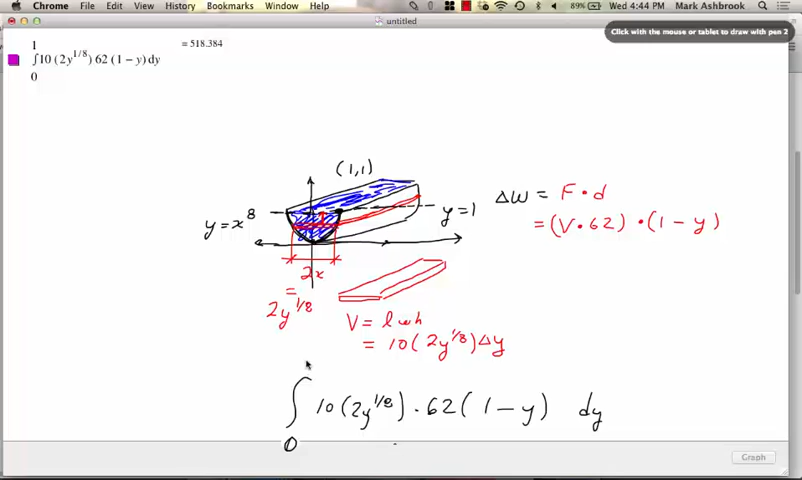 Chrome File Edit View History Bookmarks Window Help 89% Wed 4:44 PM Mark Ashbrook
untitled
Click with the mouse or tablet to draw with pen 2
1
∫10 (2y^{1/8}) 62 (1 − y) dy = 518.384
0
(1,1)
y = x^8
y = 1
Δw = F • d
= (V • 62) • (1 − y)
2x
=
2y^{1/8}
V = l w h
= 10(2y^{1/8})Δy
∫ 10(2y^{1/8}) • 62(1 − y) dy
0
Graph